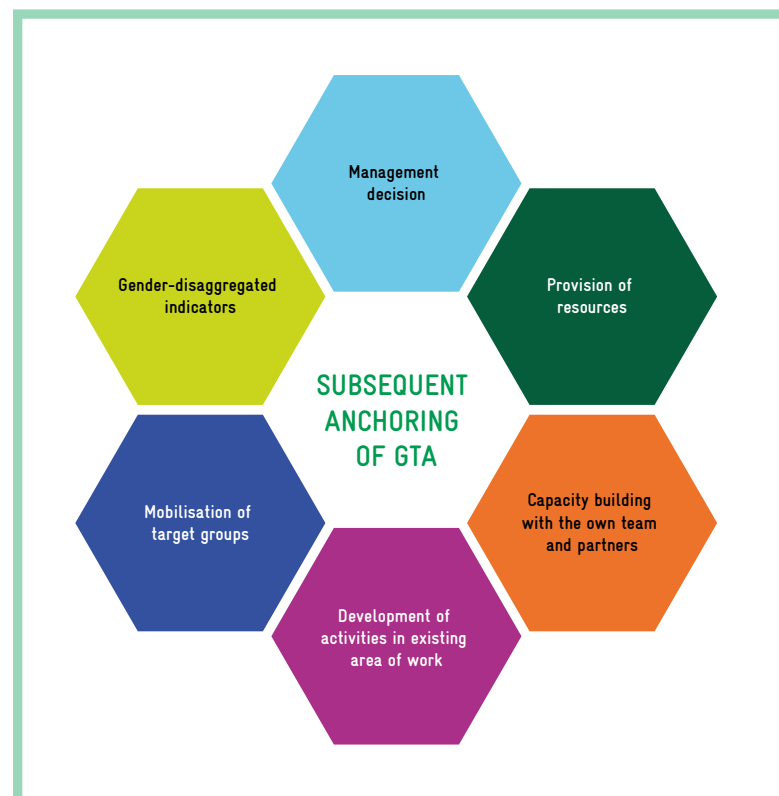 Management
decision
Provision of
resources
Capacity building
with the own team
and partners
Development of
activities in existing
area of work
Mobilisation of
target groups
Gender-disaggregated
indicators
SUBSEQUENT
ANCHORING
OF GTA